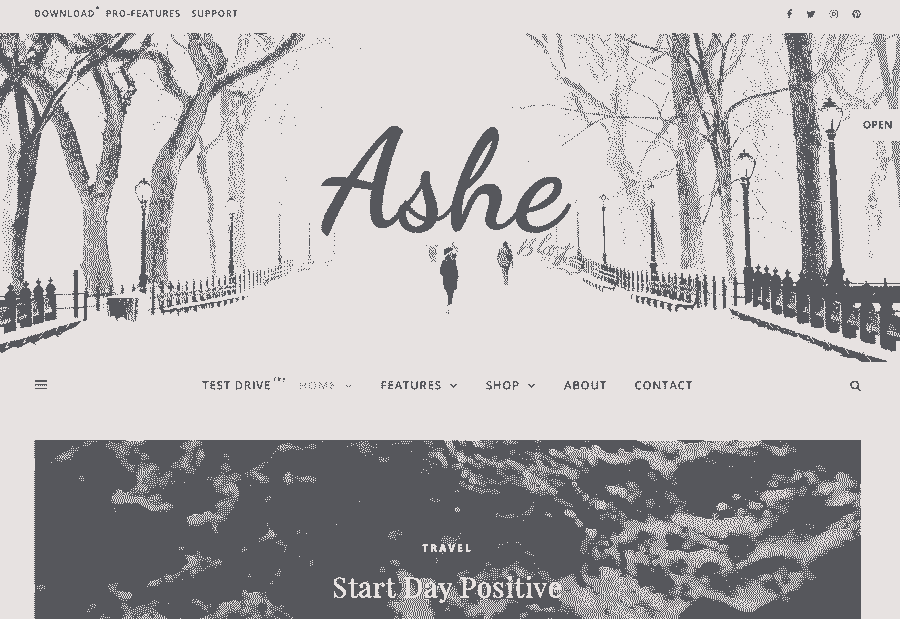 DOWNLOAD* PRO-FEATURES SUPPORT
OPEN
Ashe
Blog
TEST DRIVE HOME FEATURES SHOP ABOUT CONTACT
TRAVEL
Start Day Positive